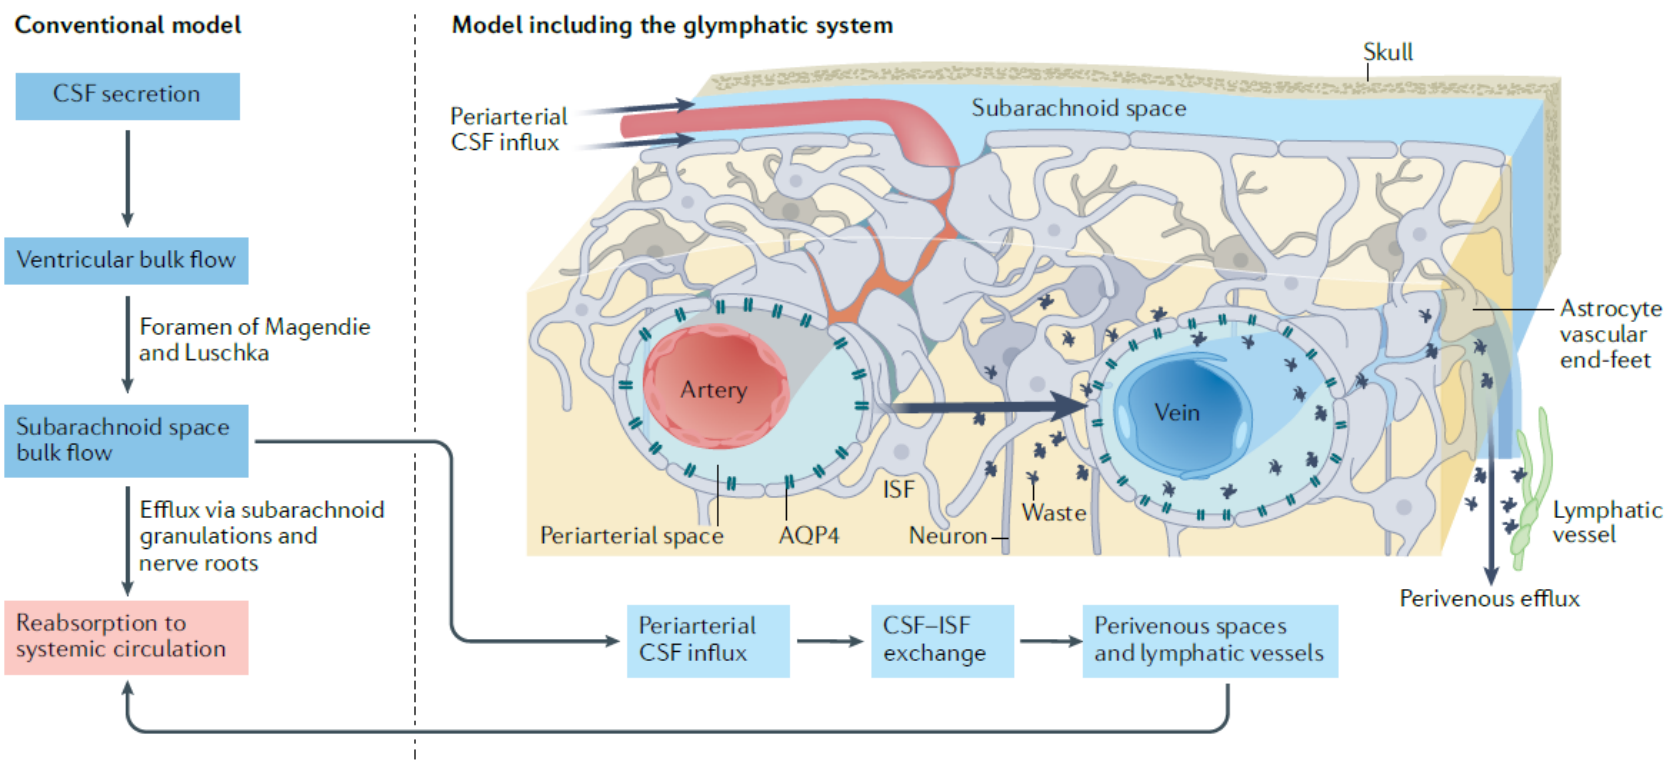 Conventional model
CSF secretion
Ventricular bulk flow
Foramen of Magendie
and Luschka
Subarachnoid space
bulk flow
Efflux via subarachnoid
granulations and
nerve roots
Reabsorption to
systemic circulation
Model including the glymphatic system
Skull
Periarterial
CSF influx
Subarachnoid space
Astrocyte
vascular
end-feet
Artery
Vein
ISF
Periarterial space
AQP4
Neuron
Waste
Lymphatic
vessel
Perivenous efflux
Periarterial
CSF influx
CSF–ISF
exchange
Perivenous spaces
and lymphatic vessels